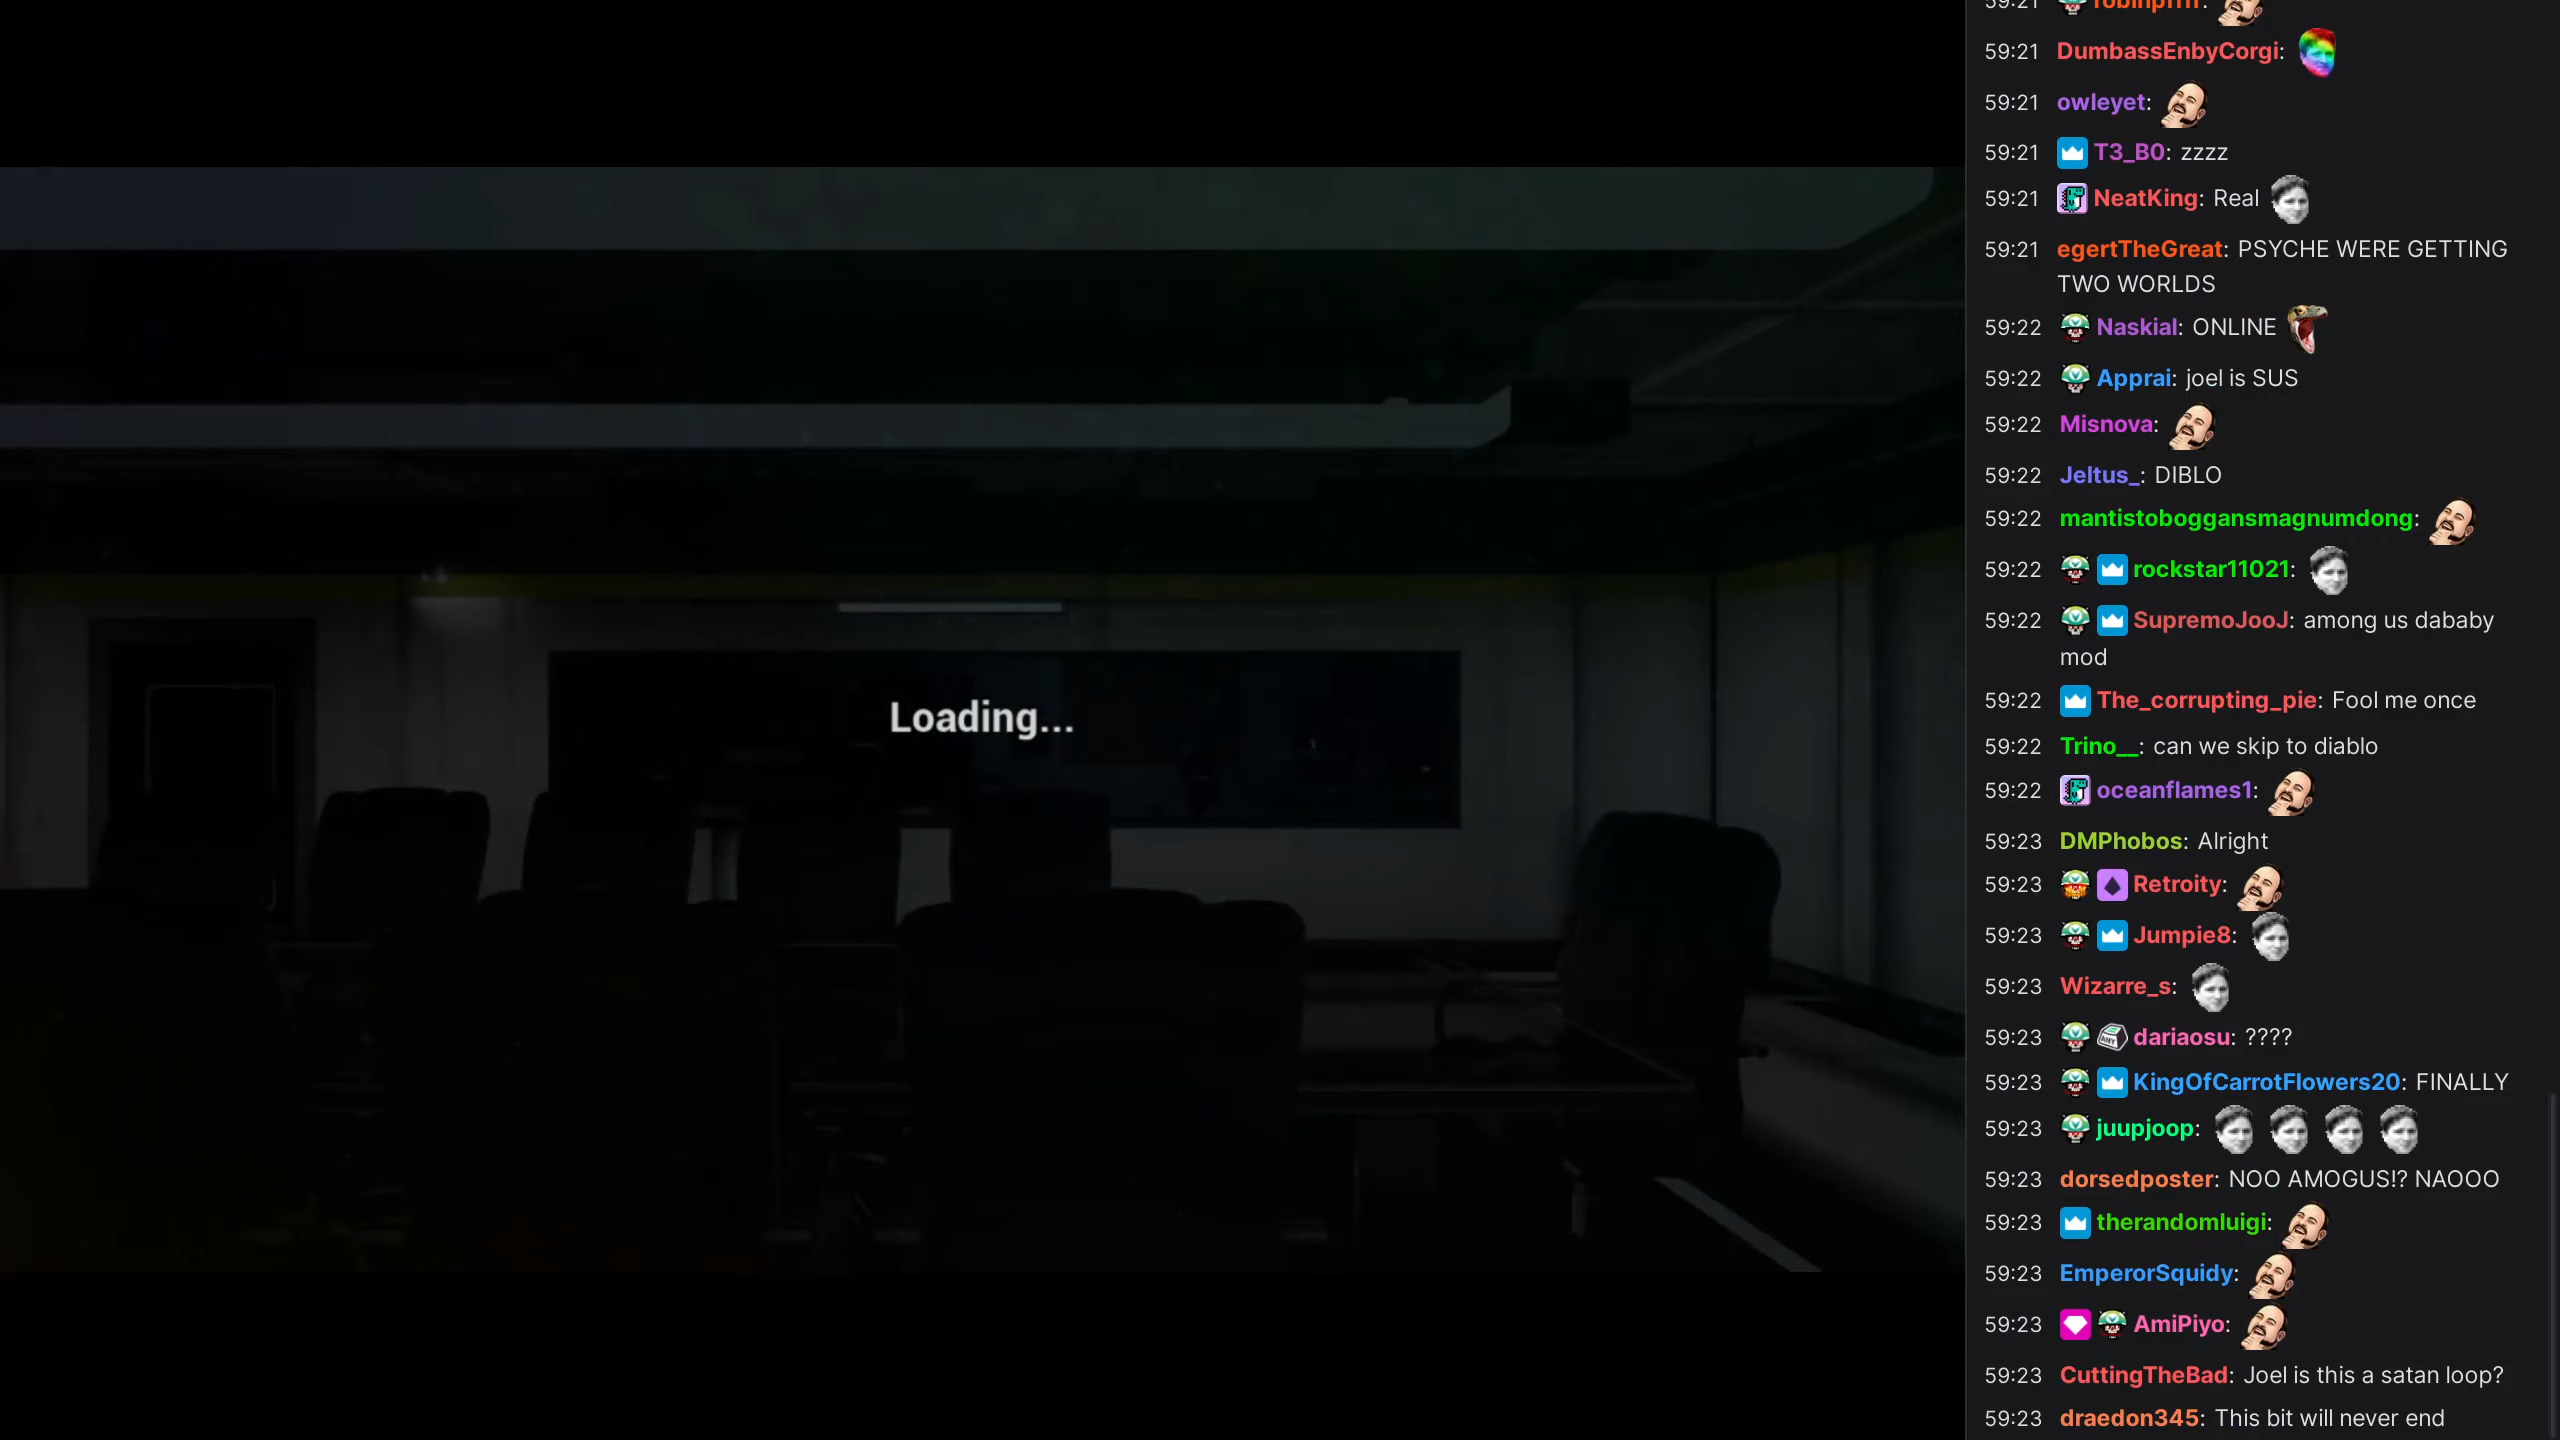 Loading...
59:21 robinpffff:
59:21 DumbassEnbyCorgi:
59:21 owleyet:
59:21 T3_B0: zzzz
59:21 NeatKing: Real
59:21 egertTheGreat: PSYCHE WERE GETTING
TWO WORLDS
59:22 Naskial: ONLINE
59:22 Apprai: joel is SUS
59:22 Misnova:
59:22 Jeltus_: DIBLO
59:22 mantistoboggansmagnumdong:
59:22 rockstar11021:
59:22 SupremoJooJ: among us dababy
mod
59:22 The_corrupting_pie: Fool me once
59:22 Trino__: can we skip to diablo
59:22 oceanflames1:
59:23 DMPhobos: Alright
59:23 Retroity:
59:23 Jumpie8:
59:23 Wizarre_s:
59:23 ANY dariaosu: ????
59:23 KingOfCarrotFlowers20: FINALLY
59:23 juupjoop:
59:23 dorsedposter: NOO AMOGUS!? NAOOO
59:23 therandomluigi:
59:23 EmperorSquidy:
59:23 AmiPiyo:
59:23 CuttingTheBad: Joel is this a satan loop?
59:23 draedon345: This bit will never end